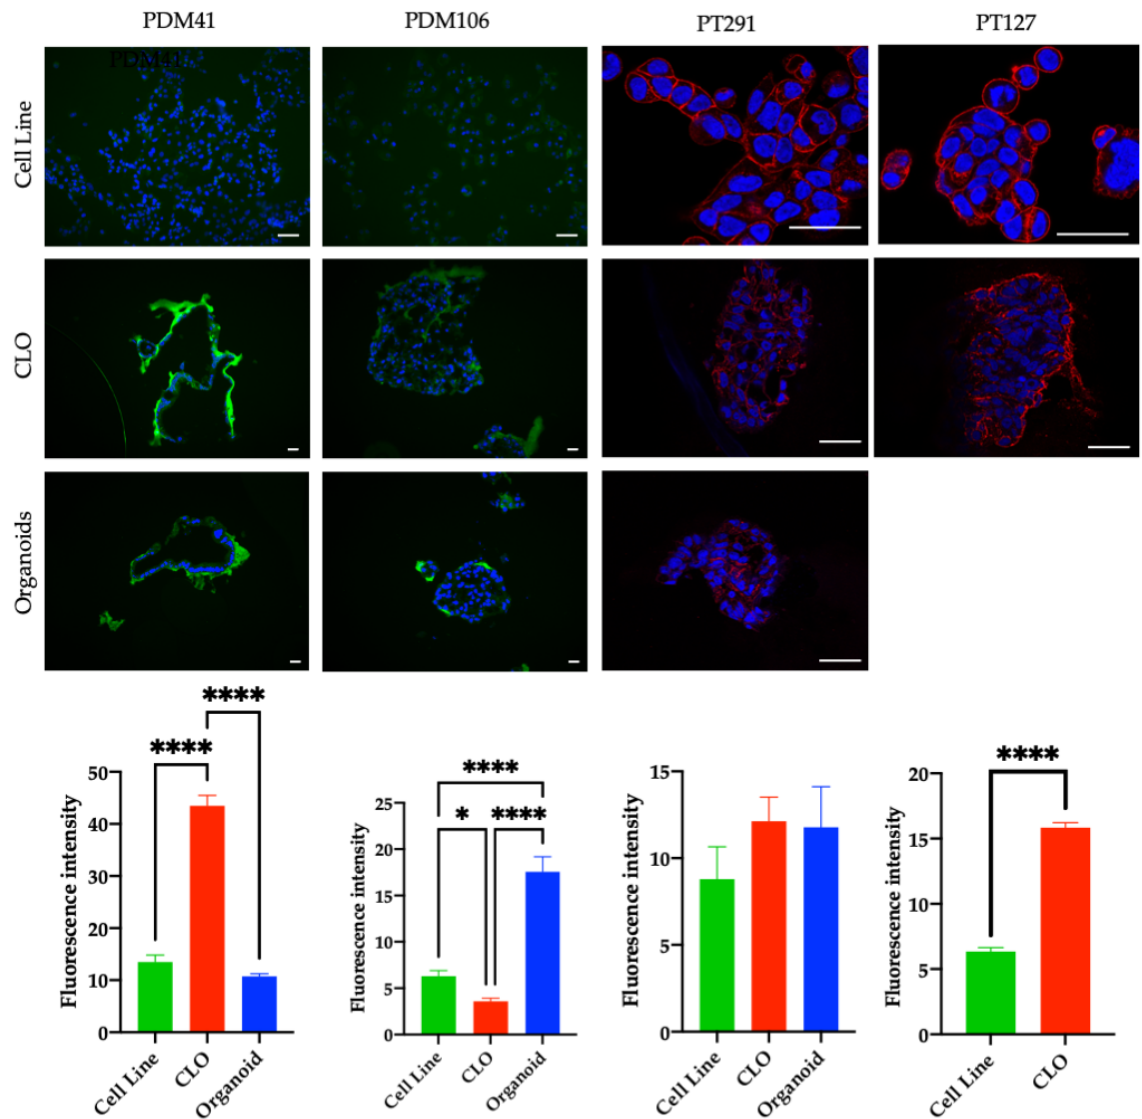 PDM41 PDM106 PT291 PT127
PDM41
Cell Line
CLO
Organoids
**** 
50
40
30
20
10
0
Fluorescence intensity
****
Cell Line
CLO
Organoid
****
* ****
25
20
15
10
5
0
Fluorescence intensity
Cell Line
CLO
Organoid
15
10
5
0
Fluorescence intensity
Cell Line
CLO
Organoid
****
20
15
10
5
0
Fluorescence intensity
Cell Line
CLO